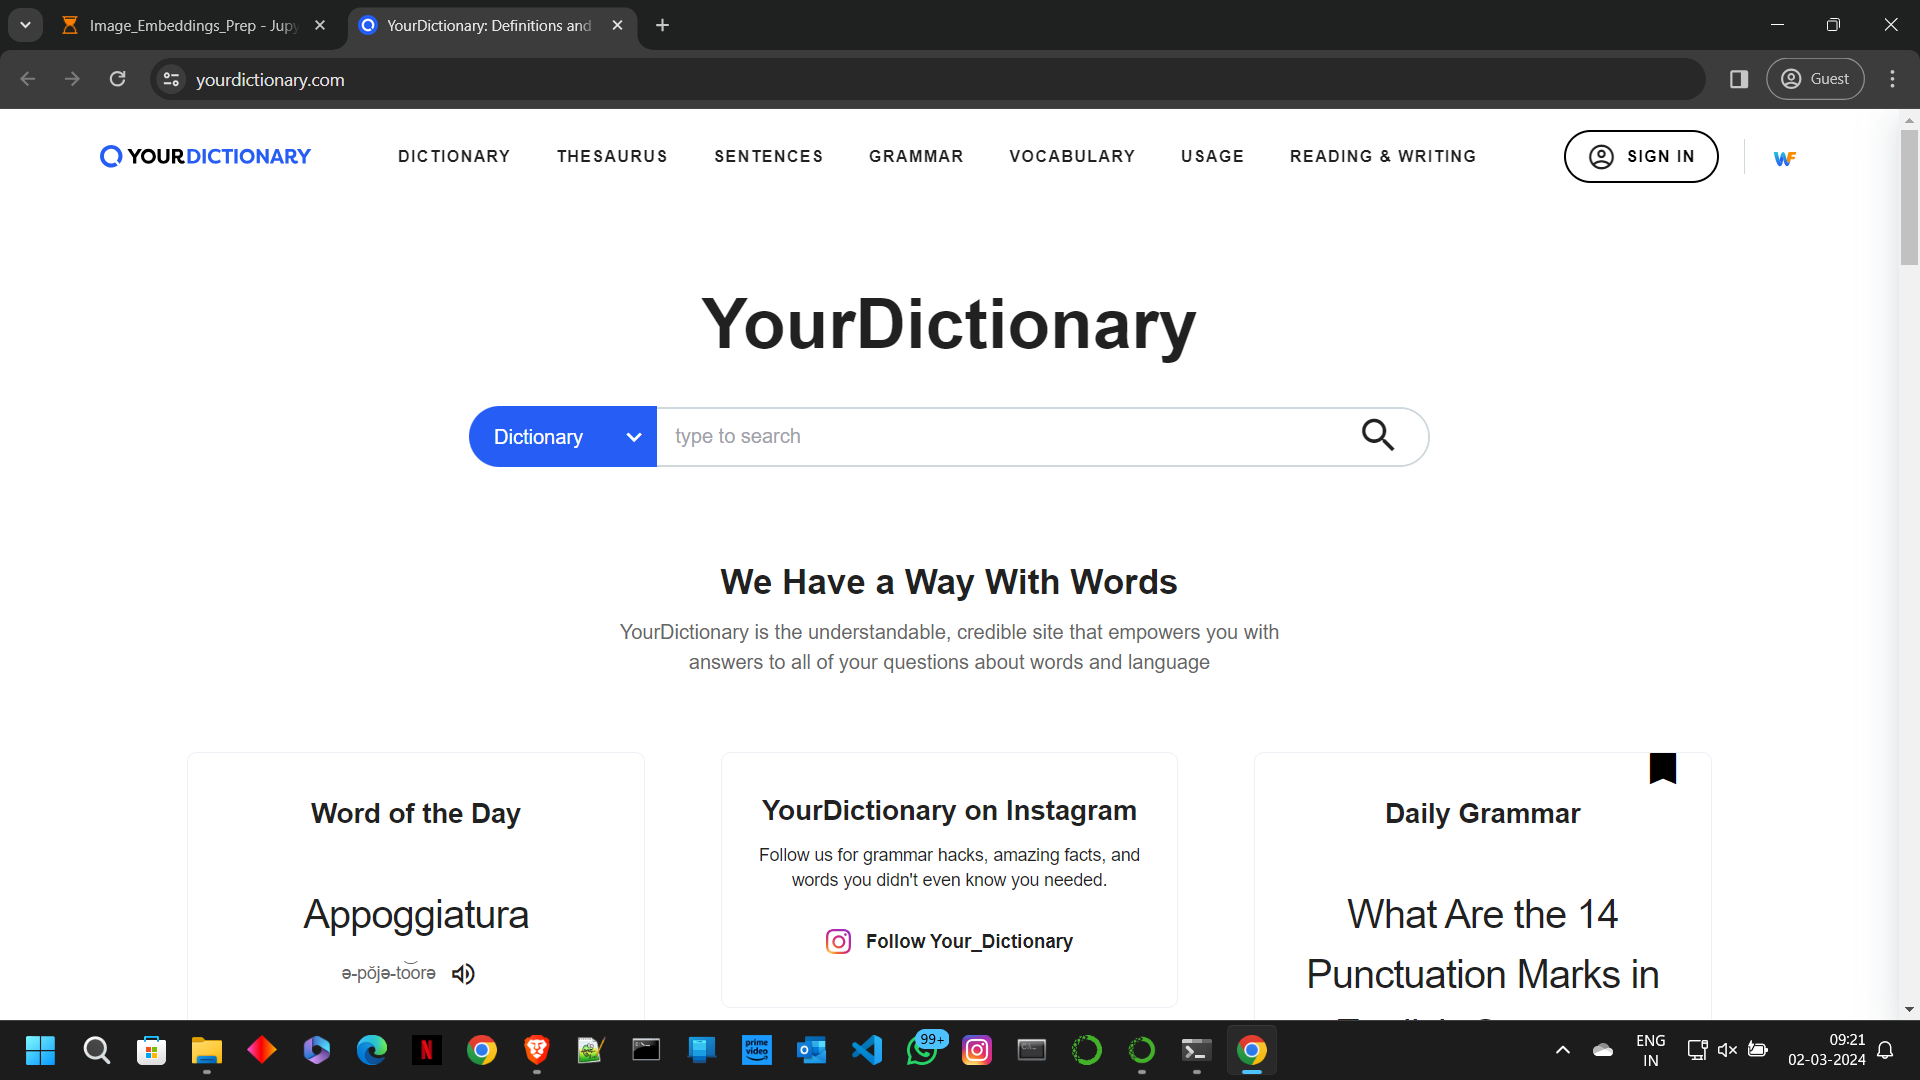 Image_Embeddings_Prep - Jupy
YourDictionary: Definitions and
yourdictionary.com
Guest
YOURDICTIONARY
DICTIONARY THESAURUS SENTENCES GRAMMAR VOCABULARY USAGE READING & WRITING
SIGN IN
WF
YourDictionary
Dictionary
type to search
We Have a Way With Words
YourDictionary is the understandable, credible site that empowers you with
answers to all of your questions about words and language
Word of the Day
Appoggiatura
ə-pŏjə-to͝orə
YourDictionary on Instagram
Follow us for grammar hacks, amazing facts, and
words you didn't even know you needed.
Follow Your_Dictionary
Daily Grammar
What Are the 14
Punctuation Marks in
N
prime
video
99+
ENG
IN
09:21
02-03-2024